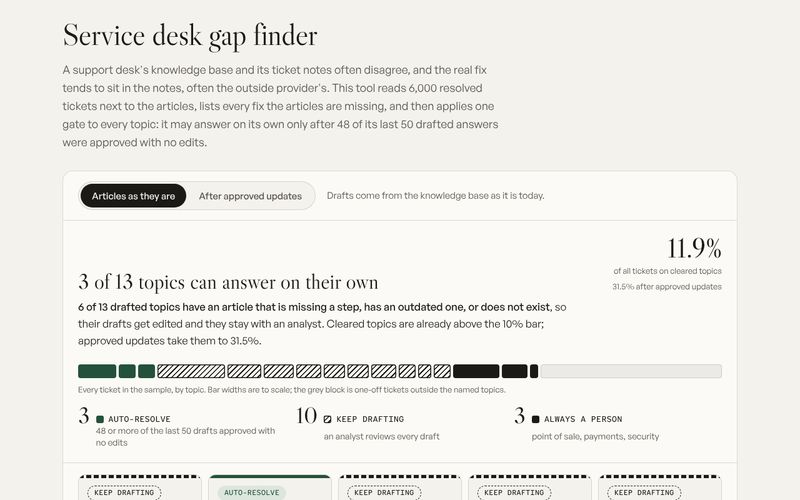 Service desk gap finder
A support desk's knowledge base and its ticket notes often disagree, and the real fix
tends to sit in the notes, often the outside provider's. This tool reads 6,000 resolved
tickets next to the articles, lists every fix the articles are missing, and then applies one
gate to every topic: it may answer on its own only after 48 of its last 50 drafted answers
were approved with no edits.
Articles as they are
After approved updates
Drafts come from the knowledge base as it is today.
11.9%
of all tickets on cleared topics
31.5% after approved updates
3 of 13 topics can answer on their own
6 of 13 drafted topics have an article that is missing a step, has an outdated one, or does not exist, so
their drafts get edited and they stay with an analyst. Cleared topics are already above the 10% bar;
approved updates take them to 31.5%.
Every ticket in the sample, by topic. Bar widths are to scale; the grey block is one-off tickets outside the named topics.
3 AUTO-RESOLVE
48 or more of the last 50 drafts approved with
no edits
10 KEEP DRAFTING
an analyst reviews every draft
3 ALWAYS A PERSON
point of sale, payments, security
KEEP DRAFTING
AUTO-RESOLVE
KEEP DRAFTING
KEEP DRAFTING
KEEP DRAFTING